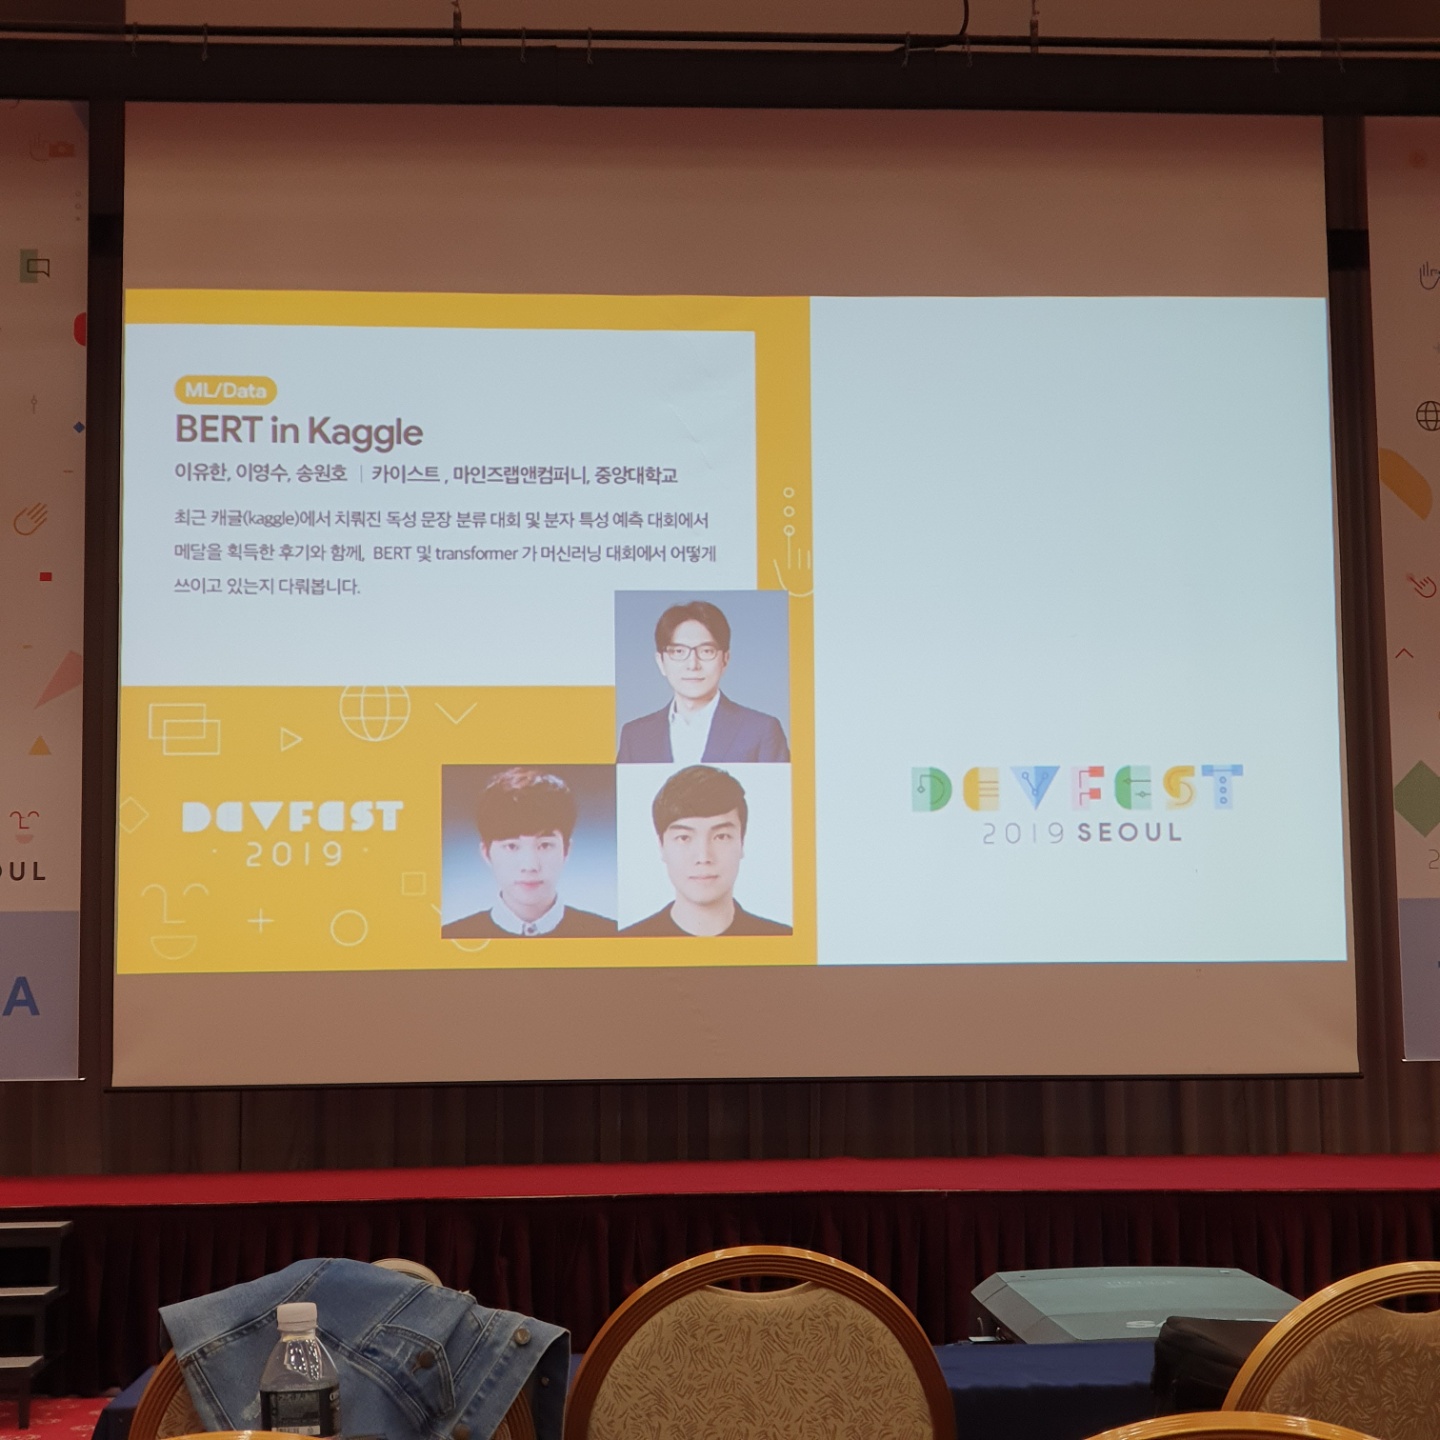 ML/Data
BERT in Kaggle
이유한, 이영수, 송원호 | 카이스트 , 마인즈랩앤컴퍼니, 중앙대학교
최근 캐글(kaggle)에서 치뤄진 독성 문장 분류 대회 및 분자 특성 예측 대회에서
메달을 획득한 후기와 함께, BERT 및 transformer 가 머신러닝 대회에서 어떻게
쓰이고 있는지 다뤄봅니다.
DEVFEST
2019
DEVFEST
2019 SEOUL
OUL
A